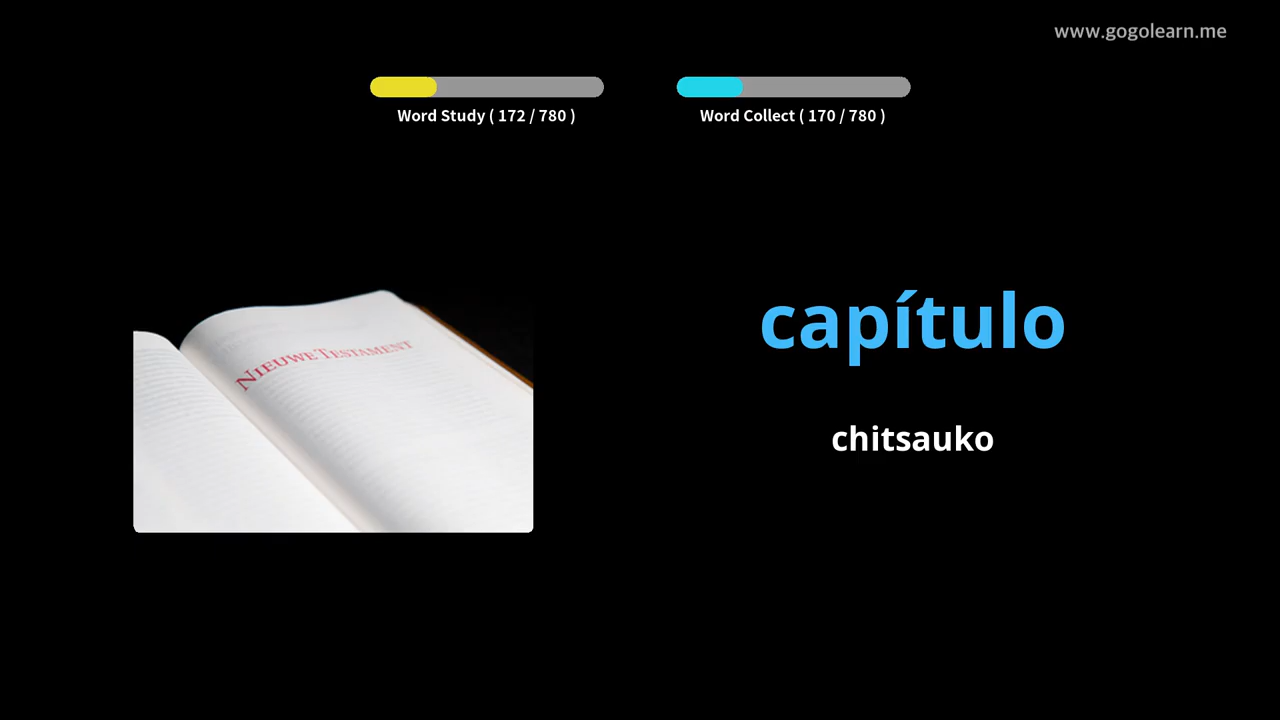 www.gogolearn.me
Word Study ( 172 / 780 )
Word Collect ( 170 / 780 )
NIEUWE TESTAMENT
capítulo
chitsauko